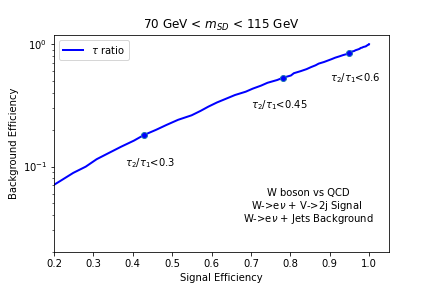 70 GeV < m_SD < 115 GeV
10⁰
τ ratio
τ₂/τ₁<0.6
τ₂/τ₁<0.45
Background Efficiency
10⁻¹
τ₂/τ₁<0.3
W boson vs QCD
W->eν + V->2j Signal
W->eν + Jets Background
0.2 0.3 0.4 0.5 0.6 0.7 0.8 0.9 1.0
Signal Efficiency